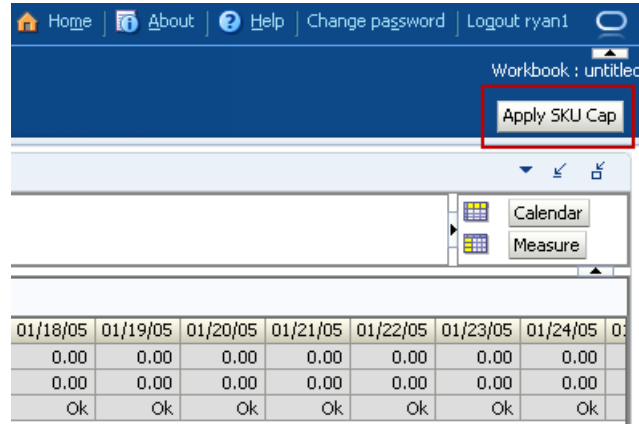 Home About Help Change password Logout ryan1
Workbook : untitled
Apply SKU Cap
Calendar
Measure
01/18/05 01/19/05 01/20/05 01/21/05 01/22/05 01/23/05 01/24/05
0.00 0.00 0.00 0.00 0.00 0.00 0.00
0.00 0.00 0.00 0.00 0.00 0.00 0.00
Ok Ok Ok Ok Ok Ok Ok